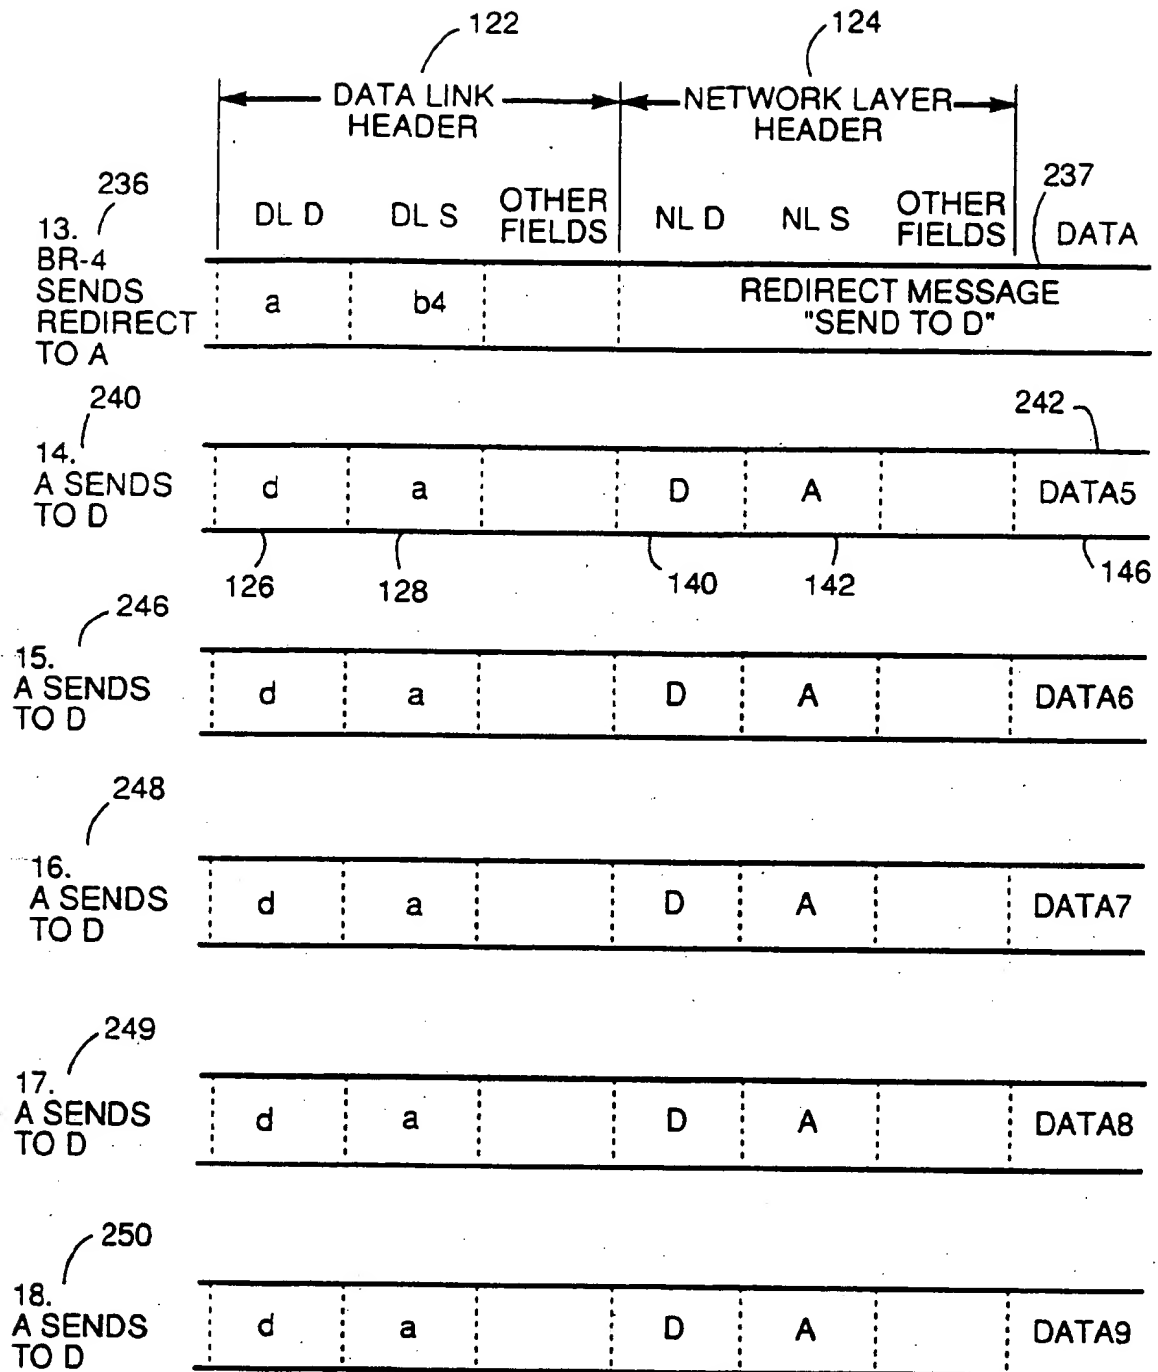 122
124
DATA LINK HEADER
NETWORK LAYER HEADER
236
237
DL D DL S OTHER FIELDS NL D NL S OTHER FIELDS DATA
13.
BR-4
SENDS
REDIRECT
TO A
a b4 REDIRECT MESSAGE
"SEND TO D"
240
242
14.
A SENDS
TO D
d a D A DATA5
126 128 140 142 146
246
15.
A SENDS
TO D
d a D A DATA6
248
16.
A SENDS
TO D
d a D A DATA7
249
17.
A SENDS
TO D
d a D A DATA8
250
18.
A SENDS
TO D
d a D A DATA9